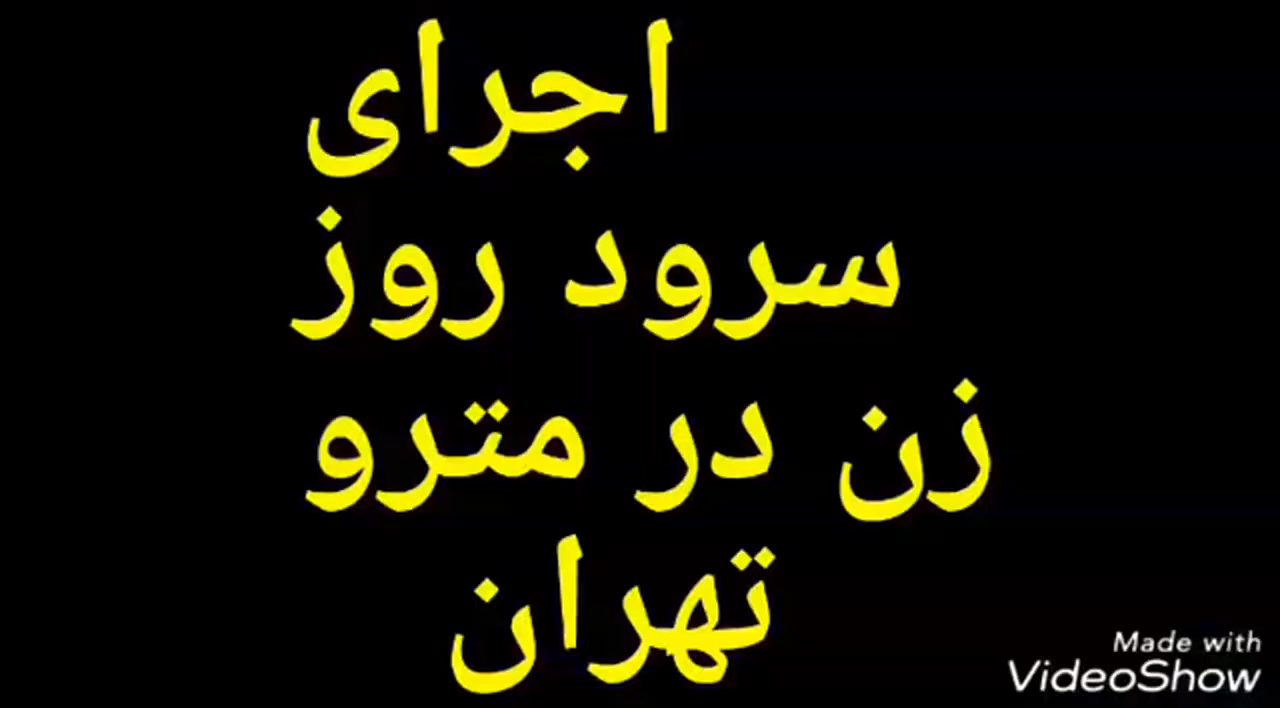 اجرای
سرود روز
زن در مترو
تهران
Made with
VideoShow